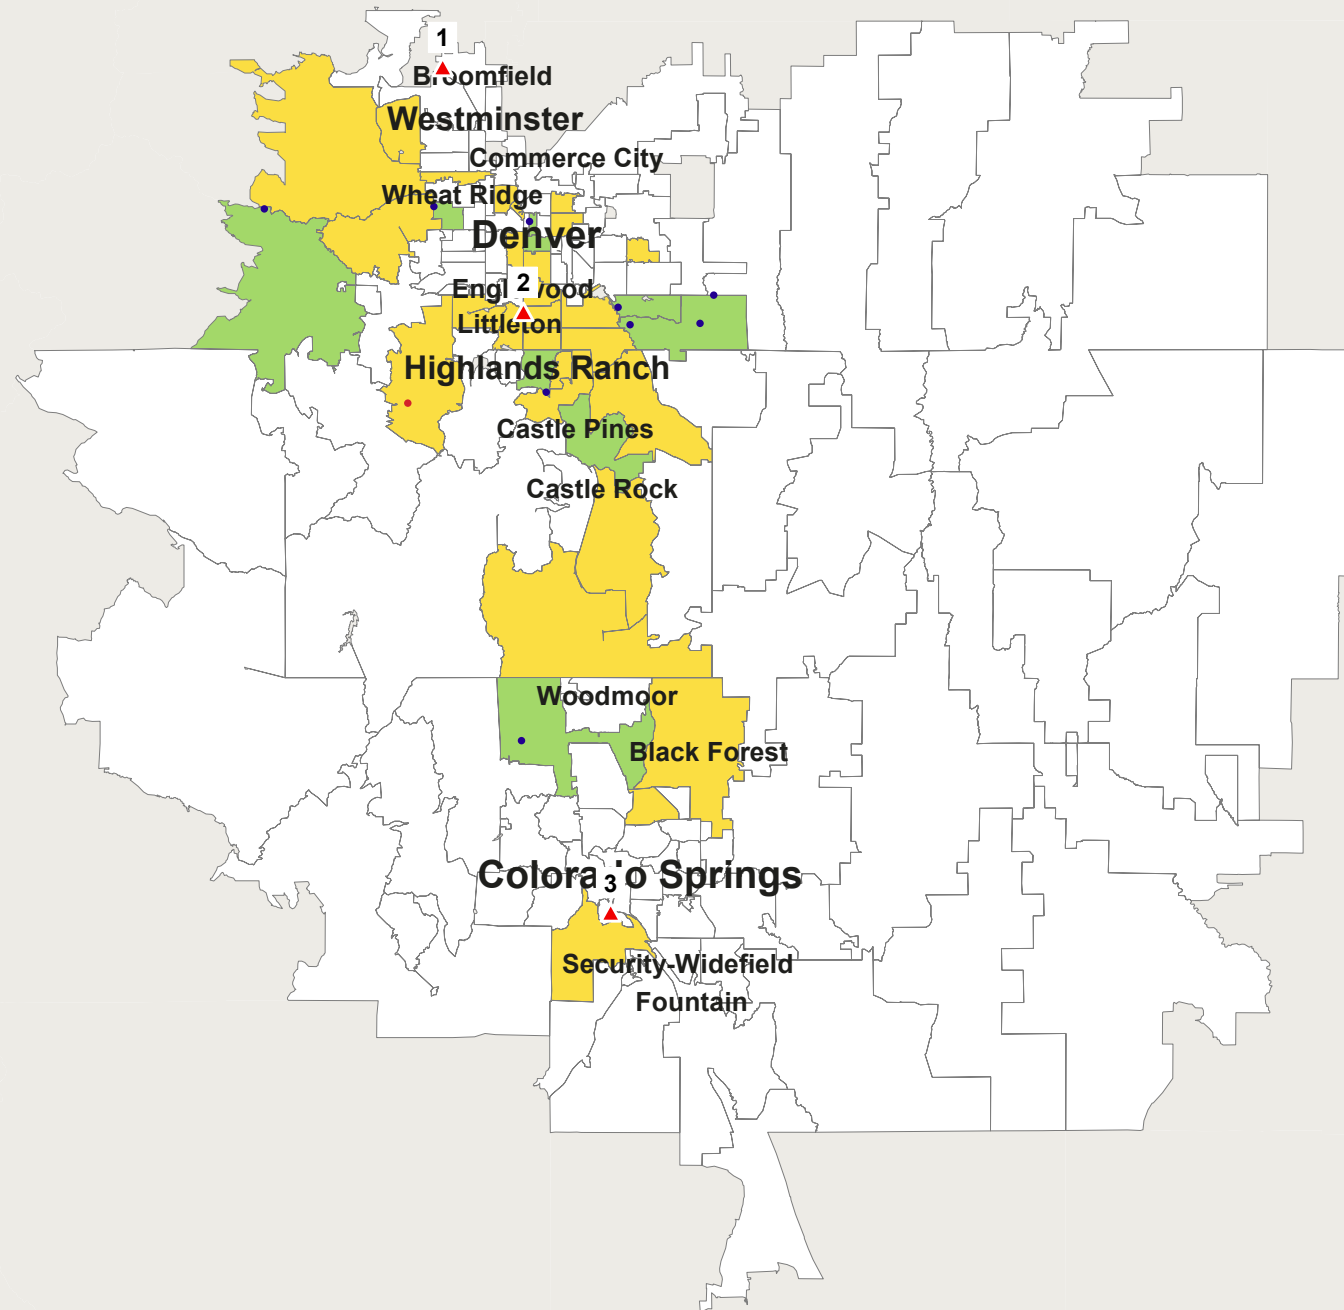 1
Broomfield
Westminster
Commerce City
Wheat Ridge
Denver
2
Englewood
Littleton
Highlands Ranch
Castle Pines
Castle Rock
Woodmoor
Black Forest
Colorado Springs
3
Security-Widefield
Fountain